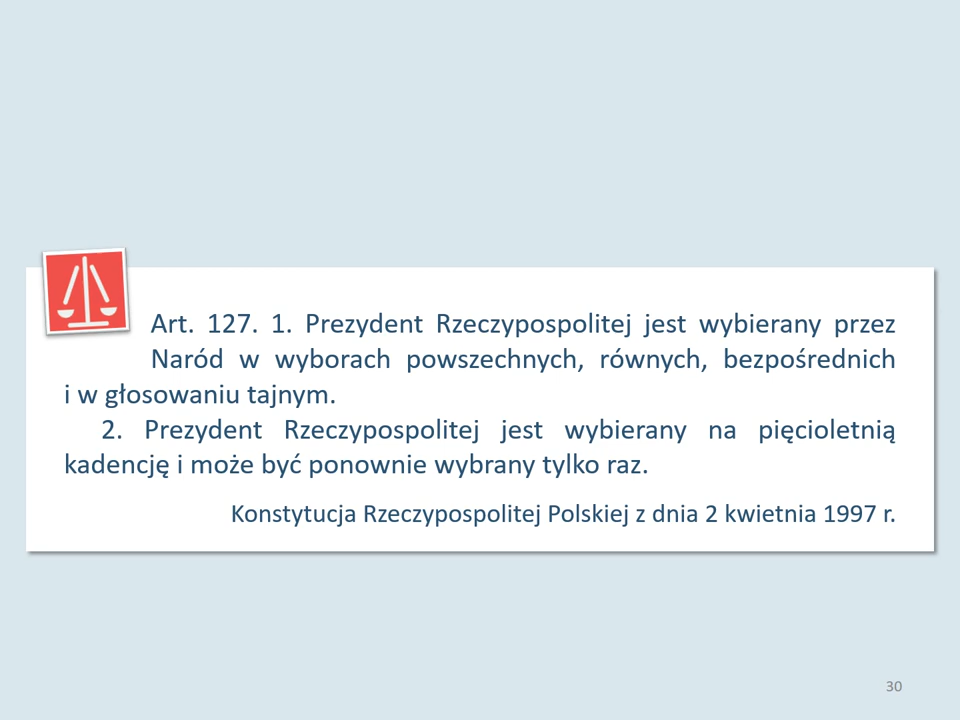 Art. 127. 1. Prezydent Rzeczypospolitej jest wybierany przez
Naród w wyborach powszechnych, równych, bezpośrednich
i w głosowaniu tajnym.
2. Prezydent Rzeczypospolitej jest wybierany na pięcioletnią
kadencję i może być ponownie wybrany tylko raz.
Konstytucja Rzeczypospolitej Polskiej z dnia 2 kwietnia 1997 r.
30